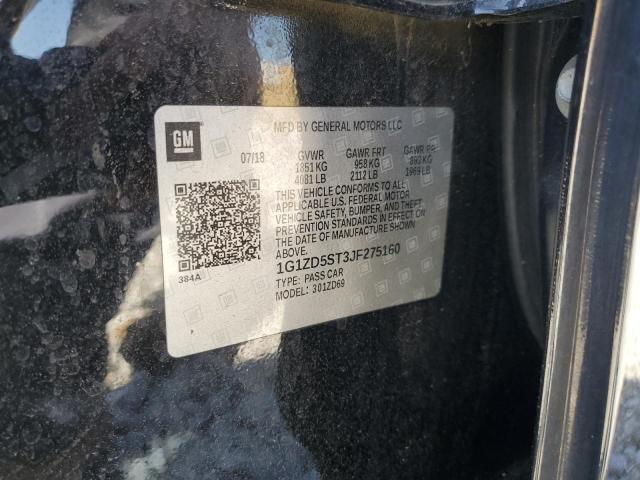 GM
MFD BY GENERAL MOTORS LLC
07/18 GVWR GAWR FRT GAWR RR
1851 KG 958 KG 893 KG
4081 LB 2112 LB 1969 LB
THIS VEHICLE CONFORMS TO ALL
APPLICABLE U.S. FEDERAL MOTOR
VEHICLE SAFETY, BUMPER, AND THEFT
PREVENTION STANDARDS IN EFFECT
ON THE DATE OF MANUFACTURE
SHOWN ABOVE.
384A
1G1ZD5ST3JF275160
TYPE: PASS CAR
MODEL: 301ZD69